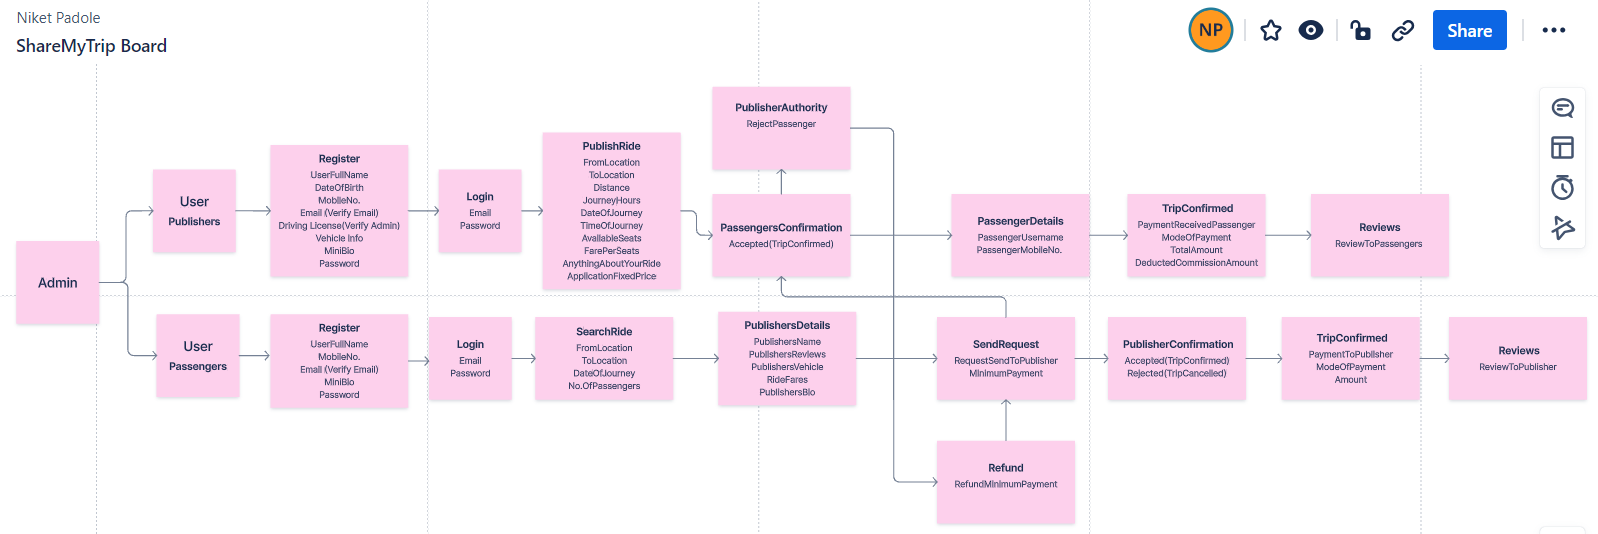 Niket Padole
ShareMyTrip Board
NP
Share
Admin
User
Publishers
Register
UserFullName
DateOfBirth
MobileNo.
Email (Verify Email)
Driving License(Verify Admin)
Vehicle Info
MiniBio
Password
Login
Email
Password
PublishRide
FromLocation
ToLocation
Distance
JourneyHours
DateOfJourney
TimeOfJourney
AvailableSeats
FarePerSeats
AnythingAboutYourRide
ApplicationFixedPrice
PublisherAuthority
RejectPassenger
PassengersConfirmation
Accepted(TripConfirmed)
PassengerDetails
PassengerUsername
PassengerMobileNo.
TripConfirmed
PaymentReceivedPassenger
ModeOfPayment
TotalAmount
DeductedCommissionAmount
Reviews
ReviewToPassengers
User
Passengers
Register
UserFullName
MobileNo.
Email (Verify Email)
MiniBio
Password
Login
Email
Password
SearchRide
FromLocation
ToLocation
DateOfJourney
No.OfPassengers
PublishersDetails
PublishersName
PublishersReviews
PublishersVehicle
RideFares
PublishersBio
SendRequest
RequestSendToPublisher
MinimumPayment
PublisherConfirmation
Accepted(TripConfirmed)
Rejected(TripCancelled)
TripConfirmed
PaymentToPublisher
ModeOfPayment
Amount
Reviews
ReviewToPublisher
Refund
RefundMinimumPayment